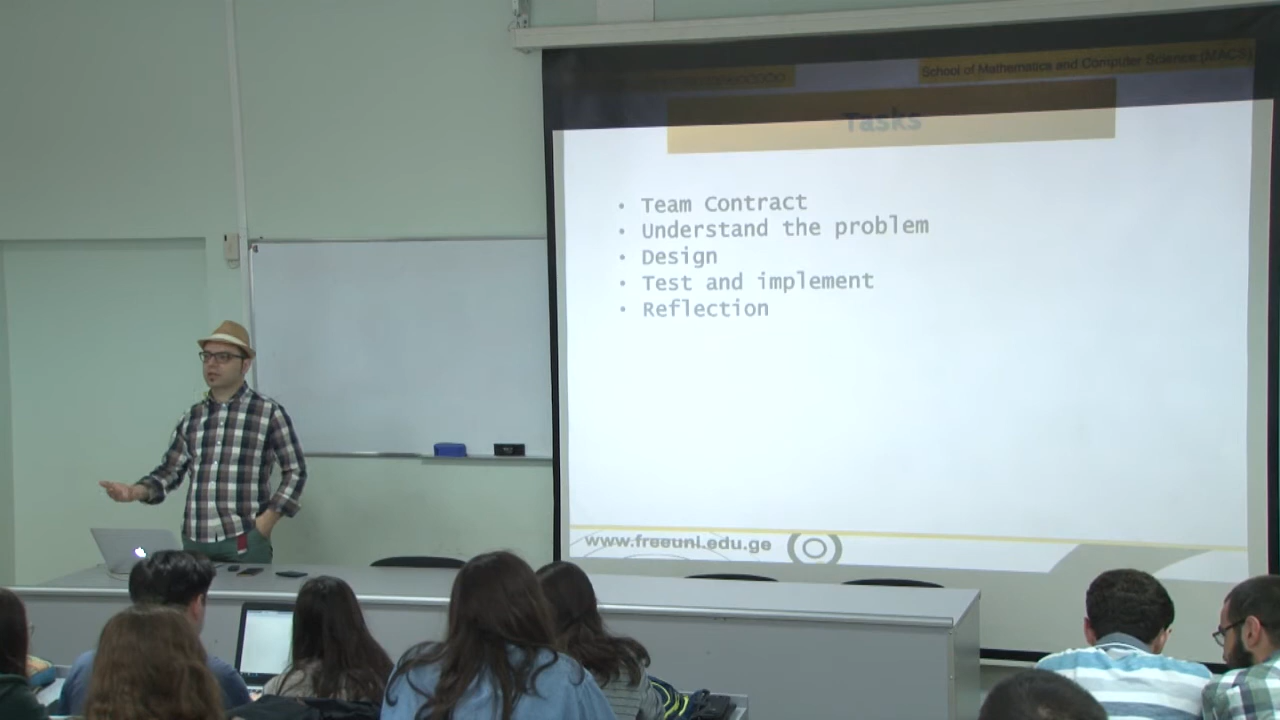 School of Mathematics and Computer Science (MACS)
Tasks
• Team Contract
• Understand the problem
• Design
• Test and implement
• Reflection
www.freeuni.edu.ge